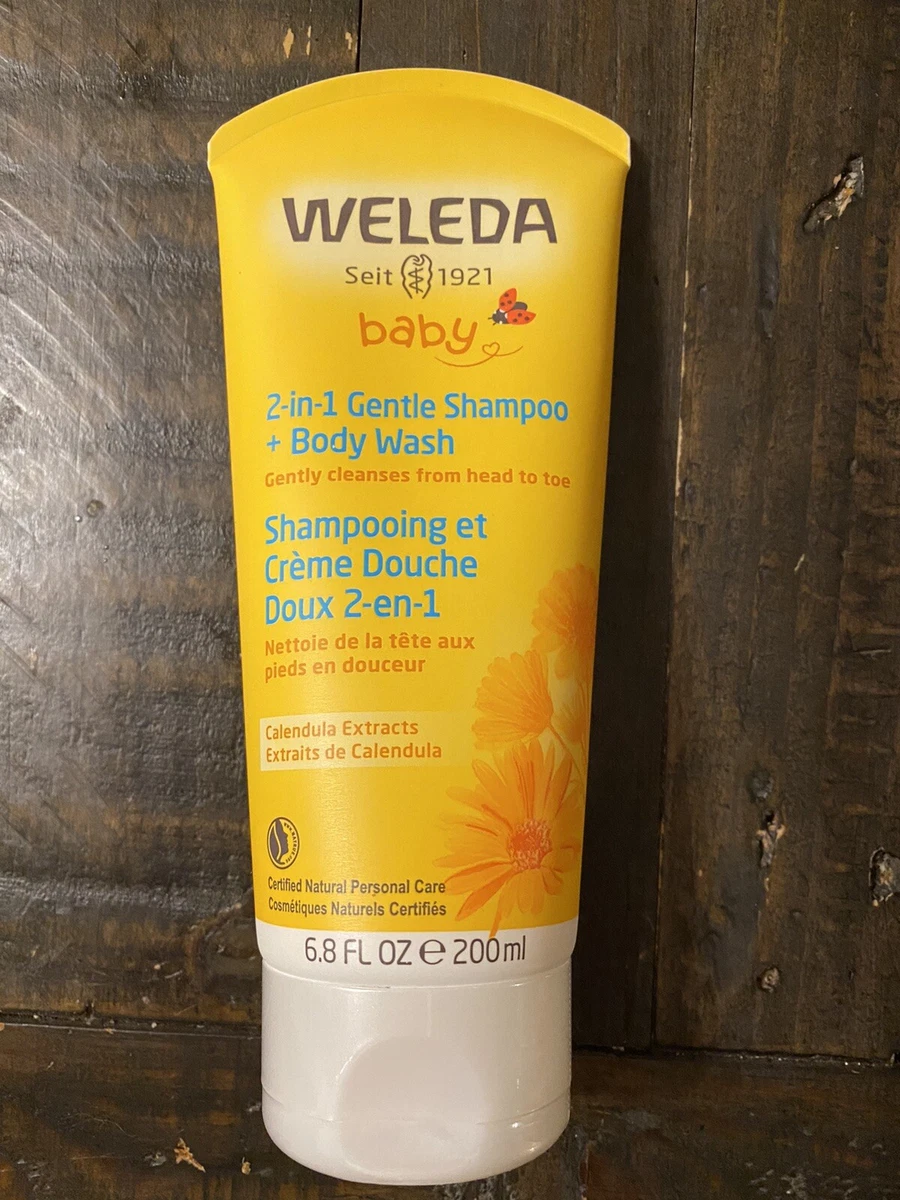 WELEDA
Seit 1921
baby
2-in-1 Gentle Shampoo
+ Body Wash
Gently cleanses from head to toe
Shampooing et
Crème Douche
Doux 2-en-1
Nettoie de la tête aux
pieds en douceur
Calendula Extracts
Extraits de Calendula
Certified Natural Personal Care
Cosmétiques Naturels Certifiés
6.8 FL OZ ℮ 200ml